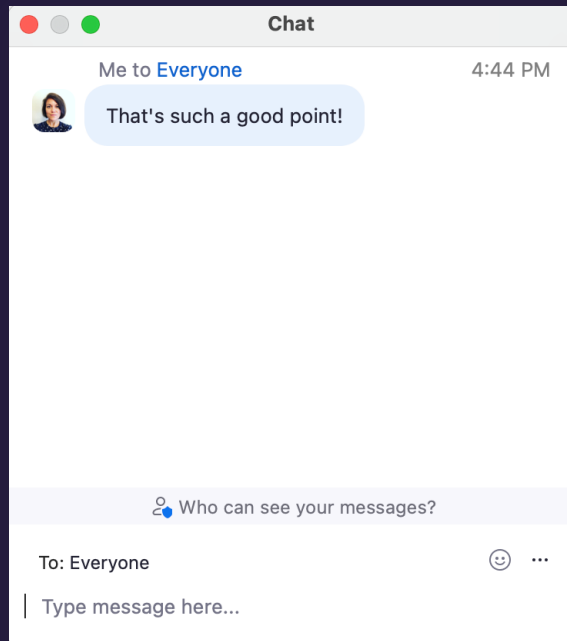 Chat
Me to Everyone 4:44 PM
That's such a good point!
Who can see your messages?
To: Everyone
Type message here...